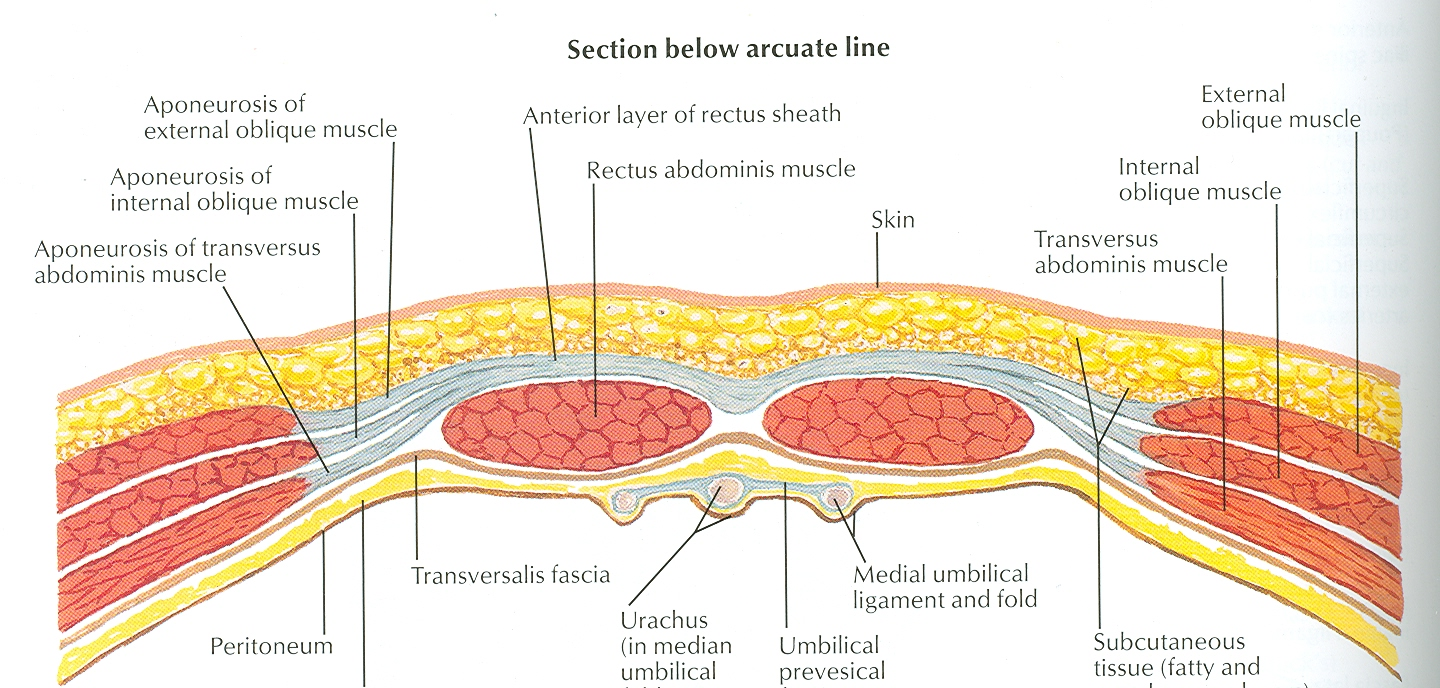 Section below arcuate line
Aponeurosis of
external oblique muscle
Anterior layer of rectus sheath
External
oblique muscle
Aponeurosis of
internal oblique muscle
Rectus abdominis muscle
Internal
oblique muscle
Skin
Aponeurosis of transversus
abdominis muscle
Transversus
abdominis muscle
Transversalis fascia
Medial umbilical
ligament and fold
Urachus
(in median
umbilical
Peritoneum
Umbilical
prevesical
Subcutaneous
tissue (fatty and